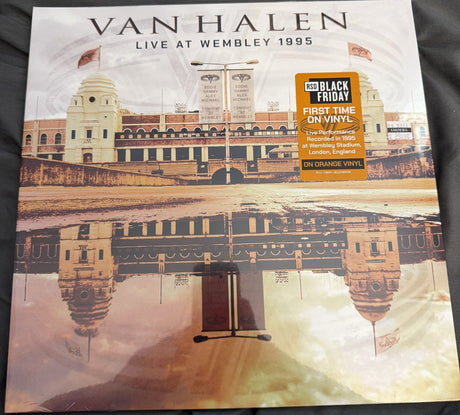 VAN HALEN
LIVE AT WEMBLEY 1995
RSD BLACK
FRIDAY
FIRST TIME
ON VINYL
Live Performance
Recorded in 1995
at Wembley Stadium,
London, England
ON ORANGE VINYL
EDDIE
SAMMY
ALEX
MICHAEL
EDDIE
SAMMY
ALEX
MICHAEL